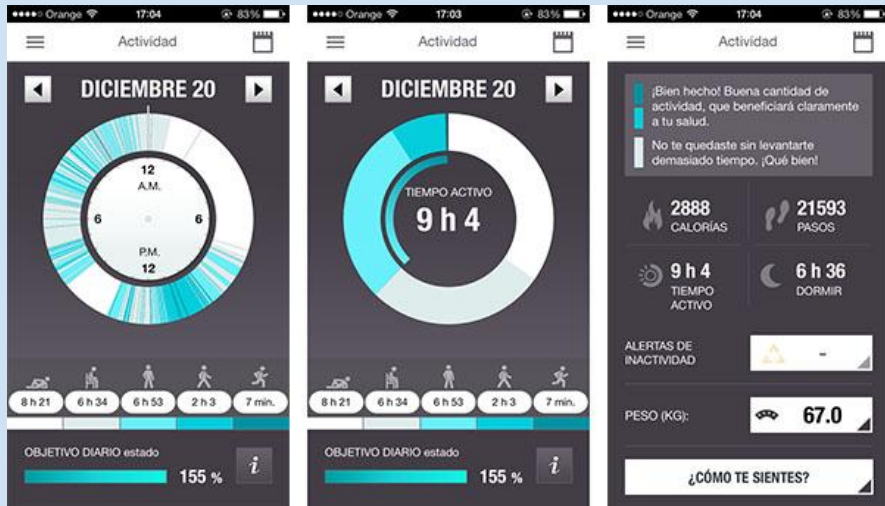 Orange 17:04 83%
Actividad
DICIEMBRE 20
12
A.M.
6 6
P.M.
12
8 h 21 6 h 34 6 h 53 2 h 3 7 min.
OBJETIVO DIARIO estado
155 %
i
Orange 17:03 83%
Actividad
DICIEMBRE 20
TIEMPO ACTIVO
9 h 4
8 h 21 6 h 34 6 h 53 2 h 3 7 min.
OBJETIVO DIARIO estado
155 %
i
Orange 17:04 83%
Actividad
¡Bien hecho! Buena cantidad de
actividad, que beneficiará claramente
a tu salud.
No te quedaste sin levantarte
demasiado tiempo. ¡Qué bien!
2888 21593
CALORÍAS PASOS
9 h 4 6 h 36
TIEMPO DORMIR
ACTIVO
ALERTAS DE
INACTIVIDAD -
PESO (KG): 67.0
¿CÓMO TE SIENTES?